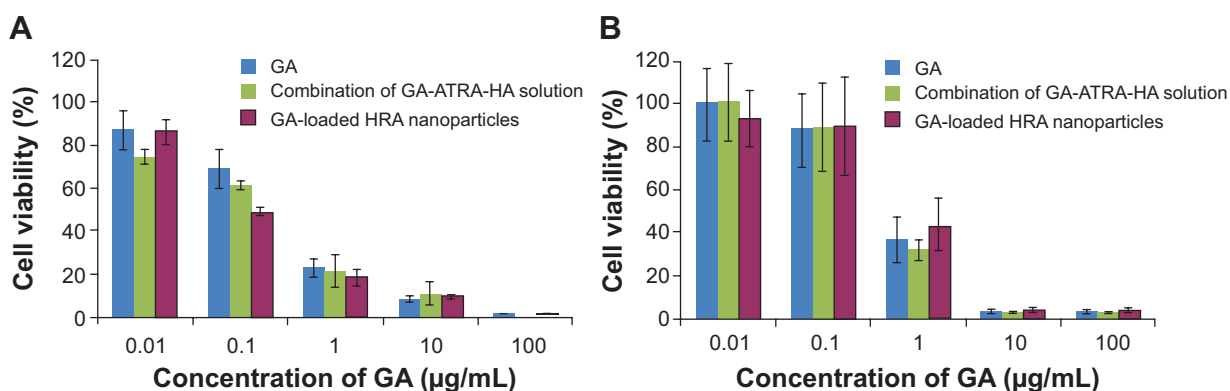 A
120
100
80
60
40
20
0
Cell viability (%)
GA
Combination of GA-ATRA-HA solution
GA-loaded HRA nanoparticles
0.01 0.1 1 10 100
Concentration of GA (µg/mL)
B
120
100
80
60
40
20
0
Cell viability (%)
GA
Combination of GA-ATRA-HA solution
GA-loaded HRA nanoparticles
0.01 0.1 1 10 100
Concentration of GA (µg/mL)